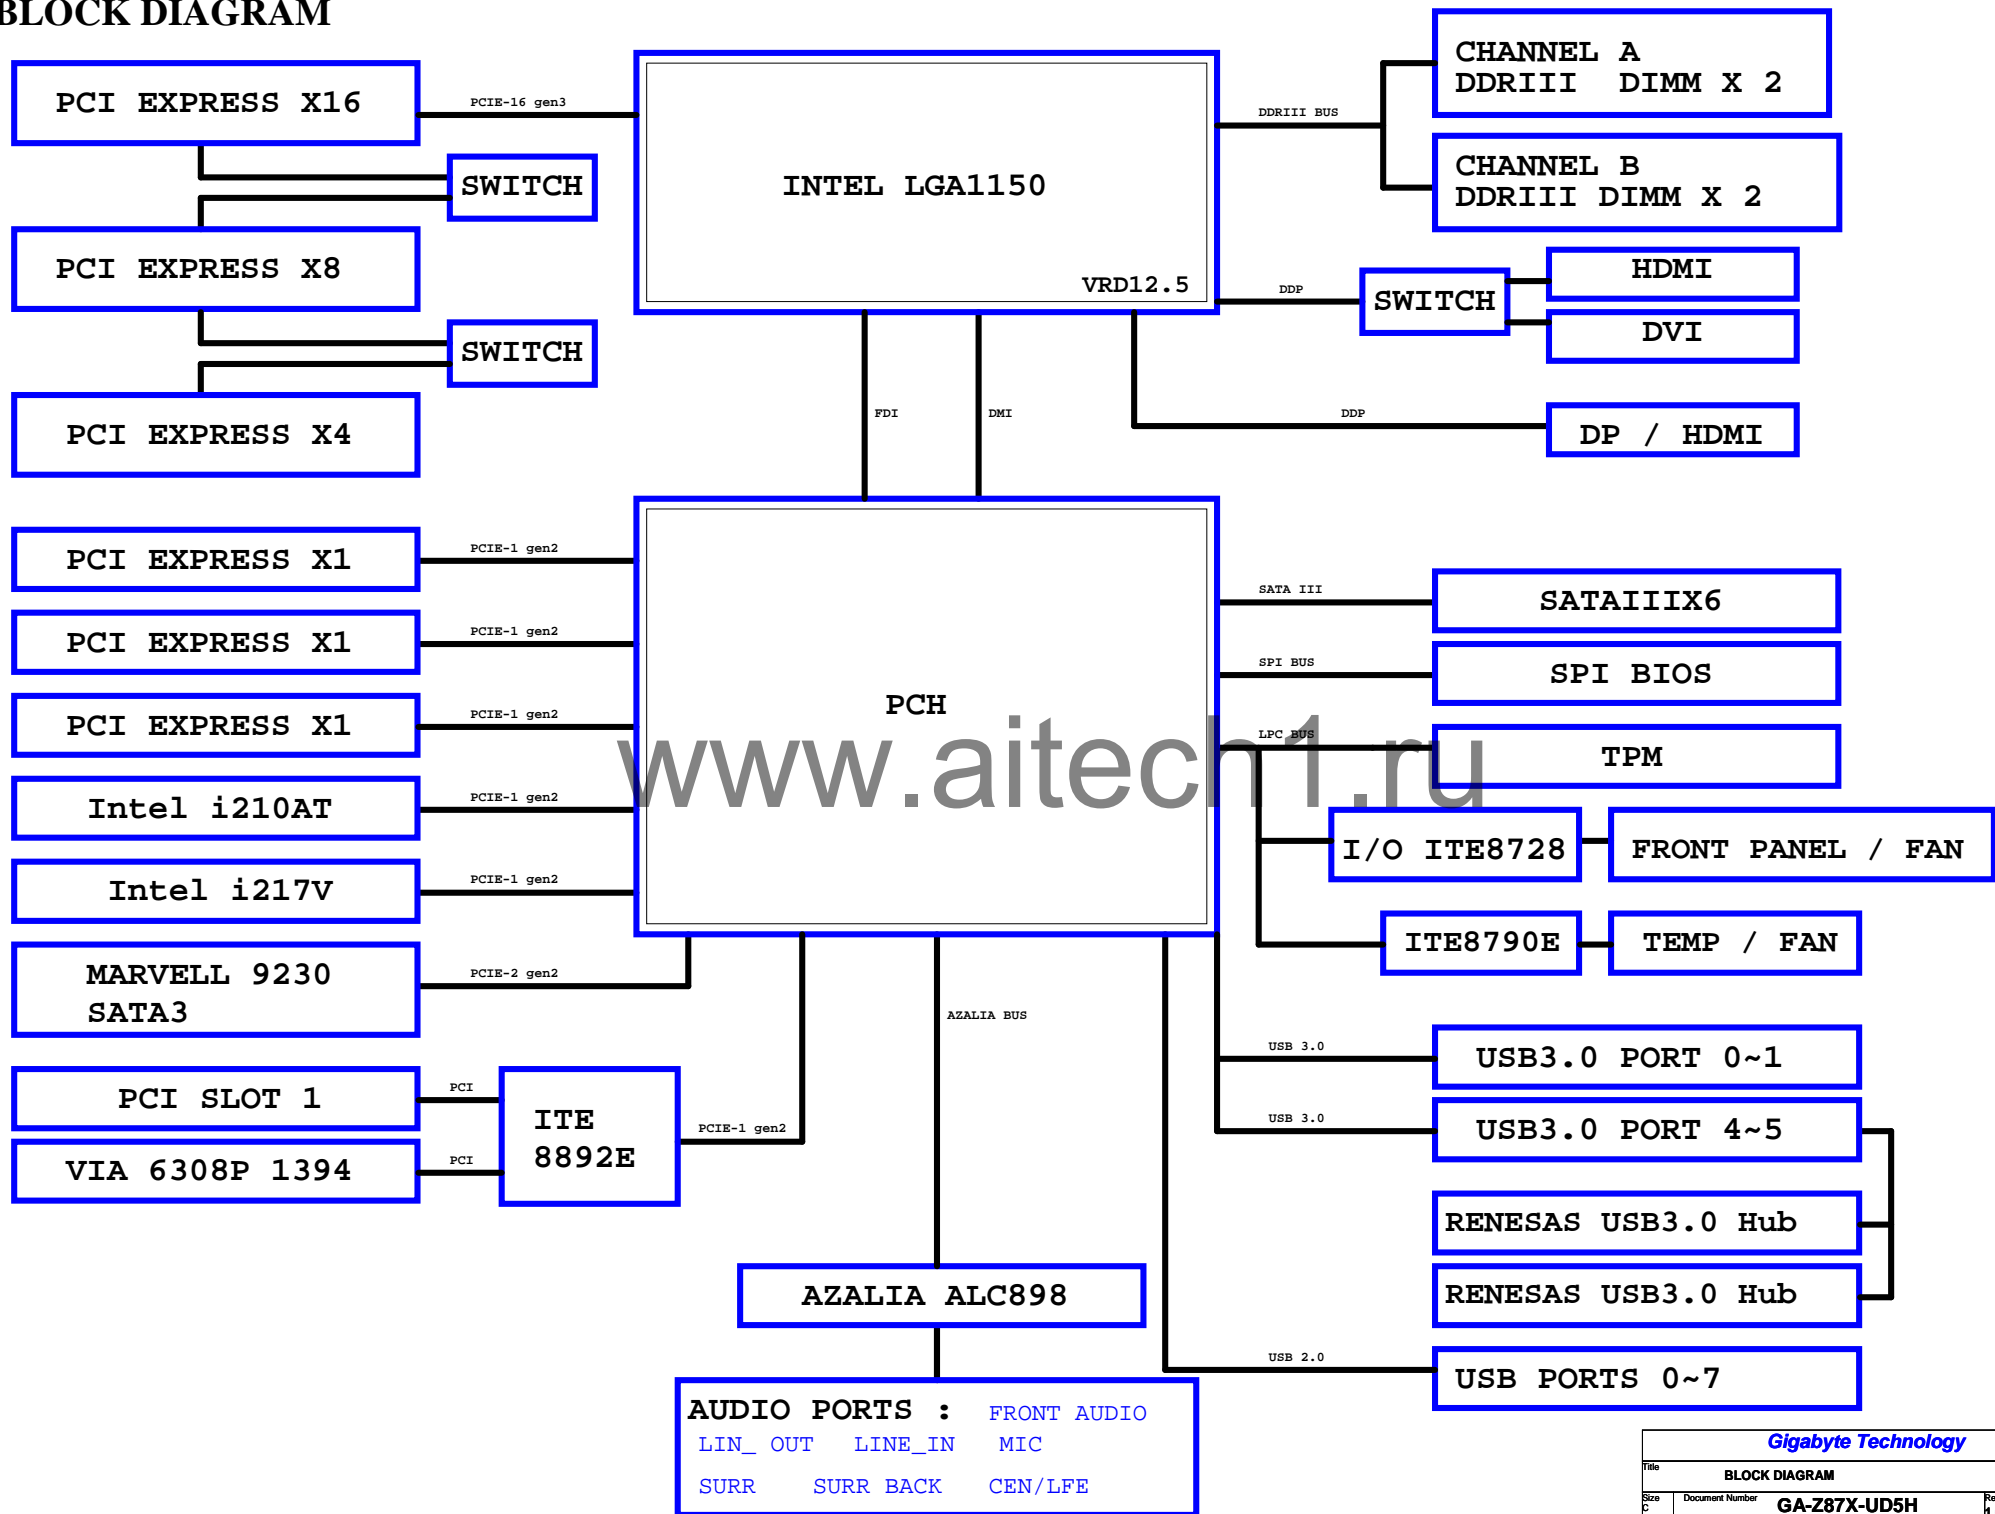 BLOCK DIAGRAM
PCI EXPRESS X16
PCIE-16 gen3
SWITCH
PCI EXPRESS X8
SWITCH
PCI EXPRESS X4
INTEL LGA1150
VRD12.5
DDRIII BUS
CHANNEL A
DDRIII DIMM X 2
CHANNEL B
DDRIII DIMM X 2
DDP
SWITCH
HDMI
DVI
FDI
DMI
DDP
DP / HDMI
PCI EXPRESS X1
PCIE-1 gen2
PCI EXPRESS X1
PCIE-1 gen2
PCI EXPRESS X1
PCIE-1 gen2
Intel i210AT
PCIE-1 gen2
Intel i217V
PCIE-1 gen2
MARVELL 9230
SATA3
PCIE-2 gen2
PCI SLOT 1
PCI
VIA 6308P 1394
PCI
ITE
8892E
PCIE-1 gen2
PCH
www.aitech1.ru
SATA III
SATAIIIX6
SPI BUS
SPI BIOS
LPC BUS
TPM
I/O ITE8728
FRONT PANEL / FAN
ITE8790E
TEMP / FAN
AZALIA BUS
USB 3.0
USB3.0 PORT 0~1
USB 3.0
USB3.0 PORT 4~5
RENESAS USB3.0 Hub
RENESAS USB3.0 Hub
AZALIA ALC898
USB 2.0
USB PORTS 0~7
AUDIO PORTS : FRONT AUDIO
LIN_ OUT LINE_IN MIC
SURR SURR BACK CEN/LFE
Gigabyte Technology
Title
BLOCK DIAGRAM
Size
C
Document Number
GA-Z87X-UD5H